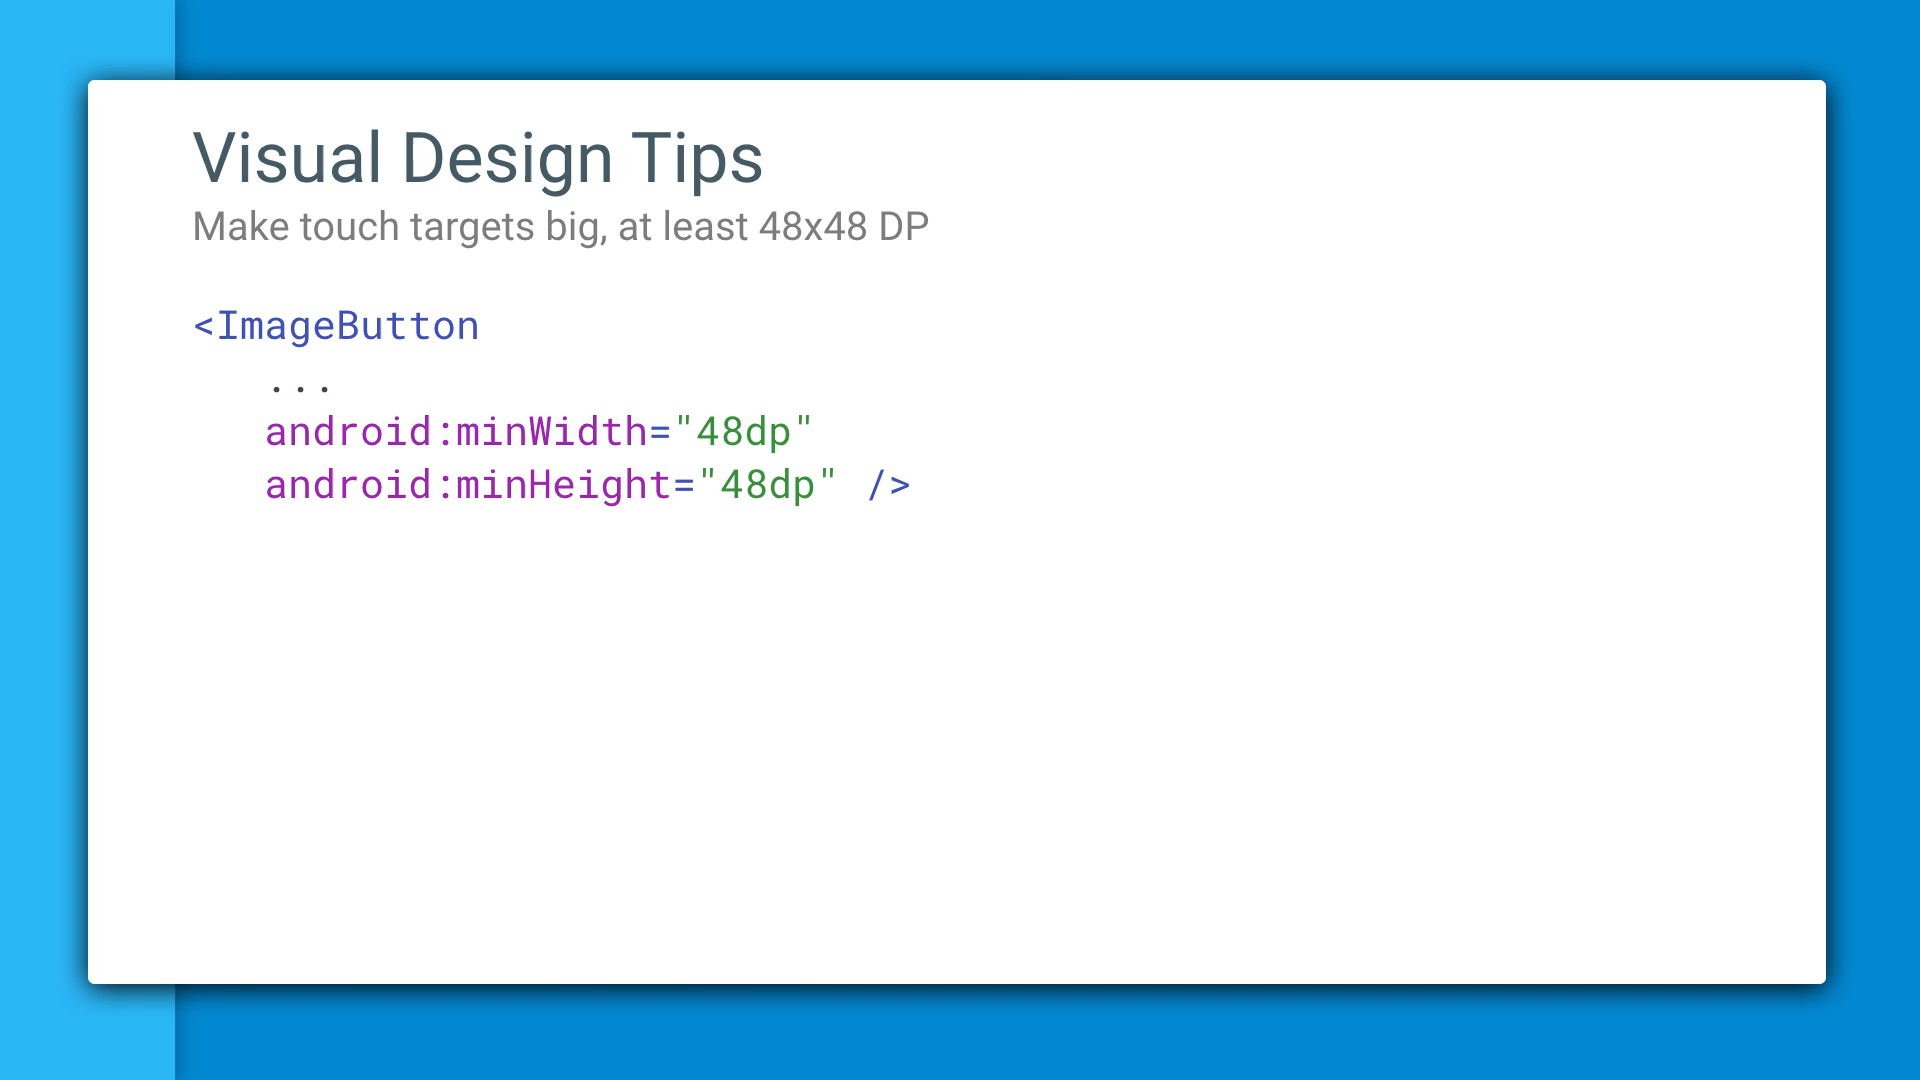 Visual Design Tips
Make touch targets big, at least 48x48 DP
<ImageButton
...
android:minWidth="48dp"
android:minHeight="48dp" />